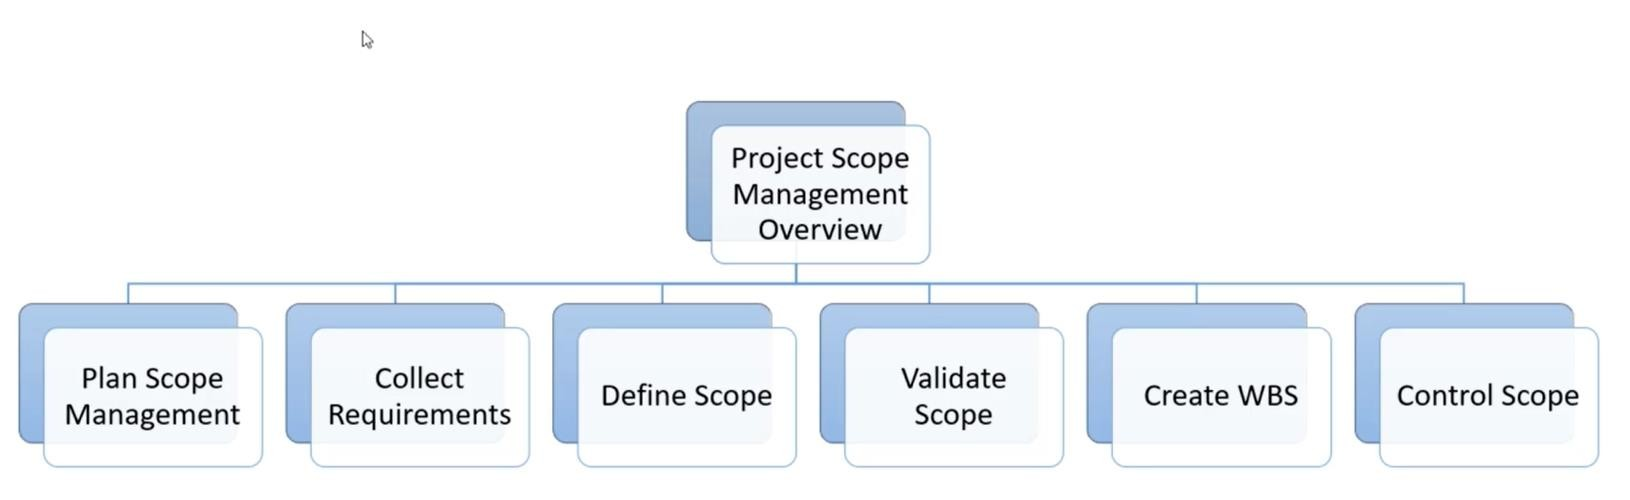 Project Scope
Management
Overview
Plan Scope
Management
Collect
Requirements
Define Scope
Validate
Scope
Create WBS
Control Scope